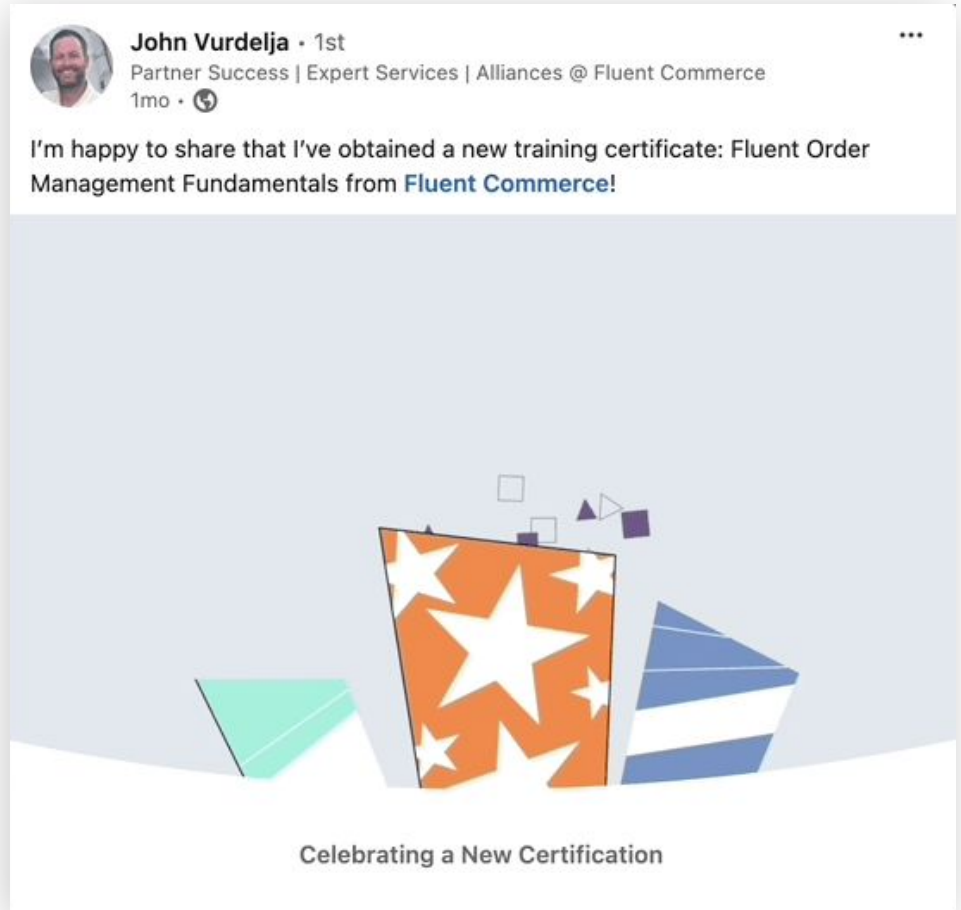 John Vurdelja • 1st
Partner Success | Expert Services | Alliances @ Fluent Commerce
1mo •
I'm happy to share that I've obtained a new training certificate: Fluent Order
Management Fundamentals from Fluent Commerce!
Celebrating a New Certification